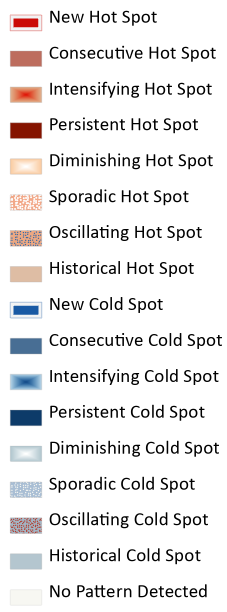 New Hot Spot
Consecutive Hot Spot
Intensifying Hot Spot
Persistent Hot Spot
Diminishing Hot Spot
Sporadic Hot Spot
Oscillating Hot Spot
Historical Hot Spot
New Cold Spot
Consecutive Cold Spot
Intensifying Cold Spot
Persistent Cold Spot
Diminishing Cold Spot
Sporadic Cold Spot
Oscillating Cold Spot
Historical Cold Spot
No Pattern Detected